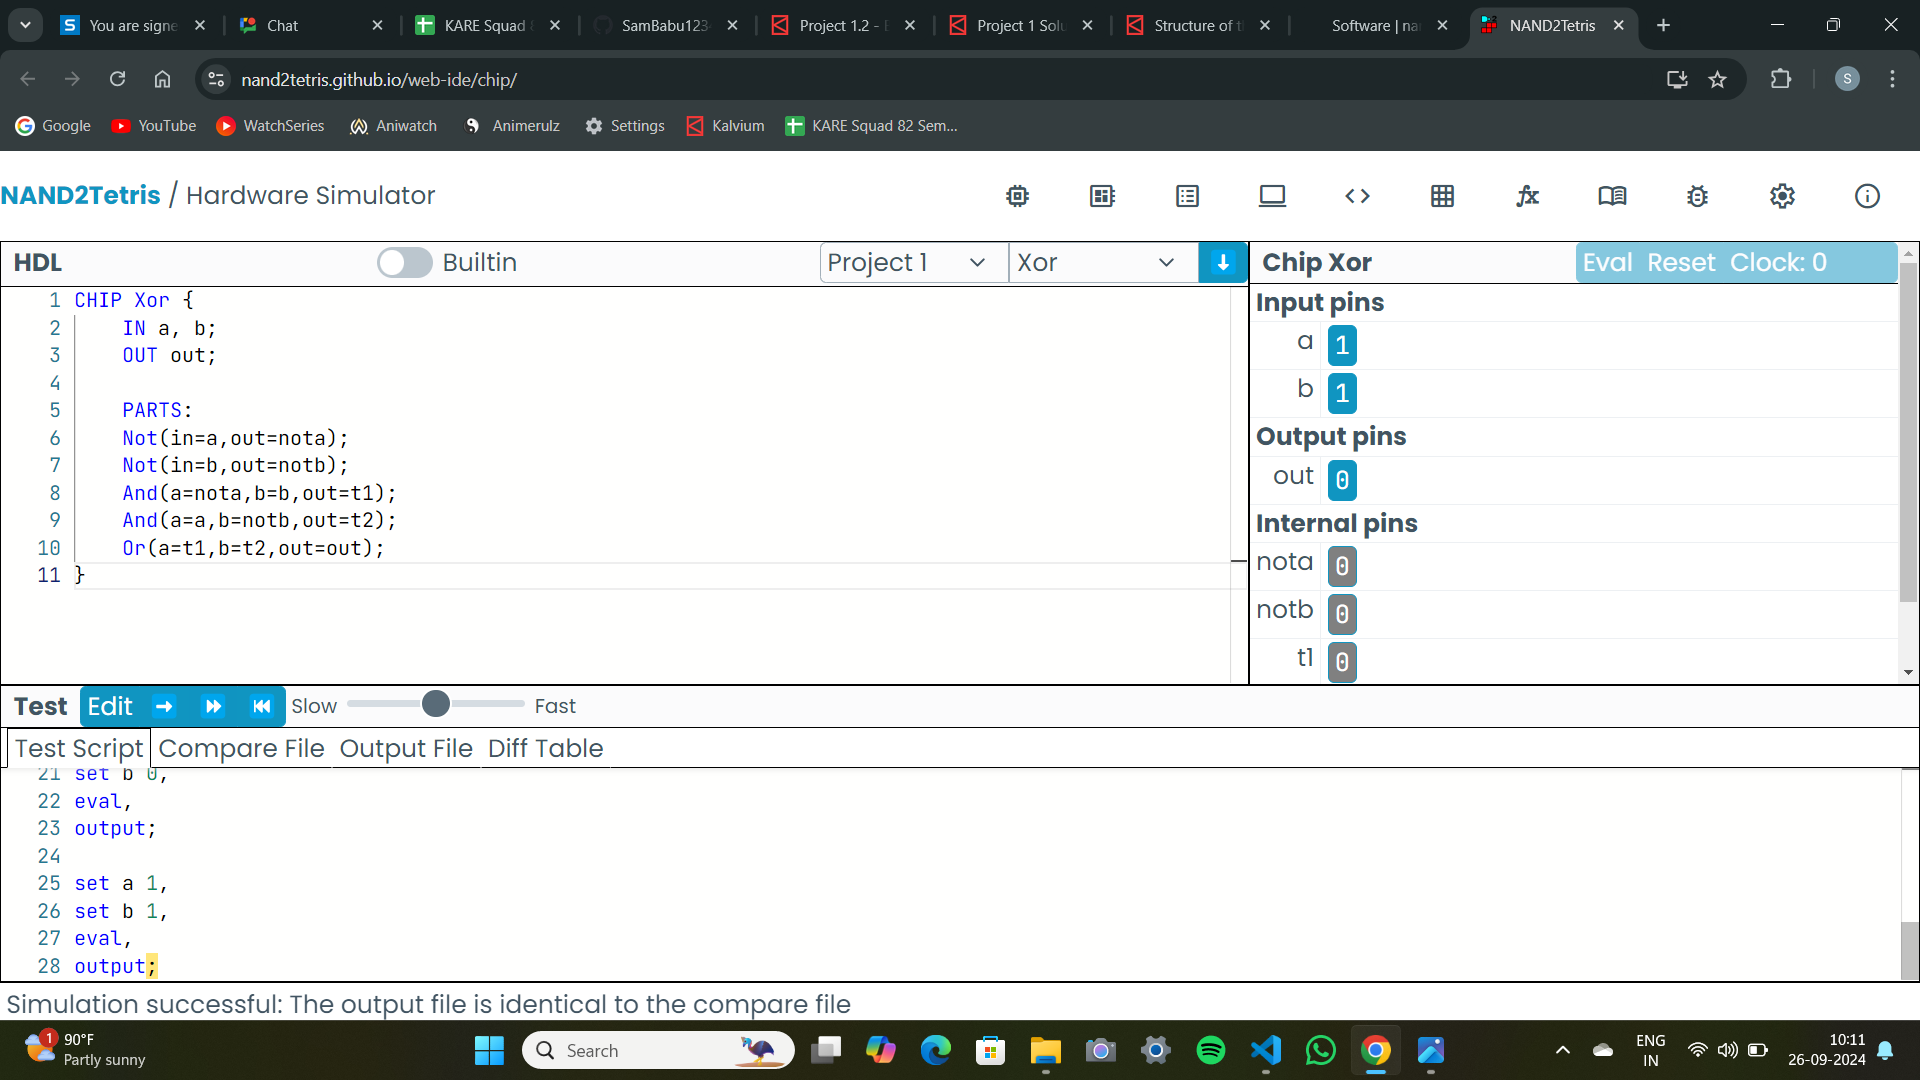 You are signe
Chat
KARE Squad 8
SamBabu123
Project 1.2 - E
Project 1 Solu
Structure of t
Software | na
NAND2Tetris
nand2tetris.github.io/web-ide/chip/
S
Google
YouTube
WatchSeries
Aniwatch
Animerulz
Settings
Kalvium
KARE Squad 82 Sem...
NAND2Tetris / Hardware Simulator
HDL
Builtin
Project 1
Xor
1 CHIP Xor {
2 IN a, b;
3 OUT out;
4
5 PARTS:
6 Not(in=a,out=nota);
7 Not(in=b,out=notb);
8 And(a=nota,b=b,out=t1);
9 And(a=a,b=notb,out=t2);
10 Or(a=t1,b=t2,out=out);
11 }
Chip Xor
Eval Reset Clock: 0
Input pins
a 1
b 1
Output pins
out 0
Internal pins
nota 0
notb 0
t1 0
Test Edit Slow Fast
Test Script Compare File Output File Diff Table
21 set b 0,
22 eval,
23 output;
24
25 set a 1,
26 set b 1,
27 eval,
28 output;
Simulation successful: The output file is identical to the compare file
1
90°F
Partly sunny
Search
ENG
IN
10:11
26-09-2024